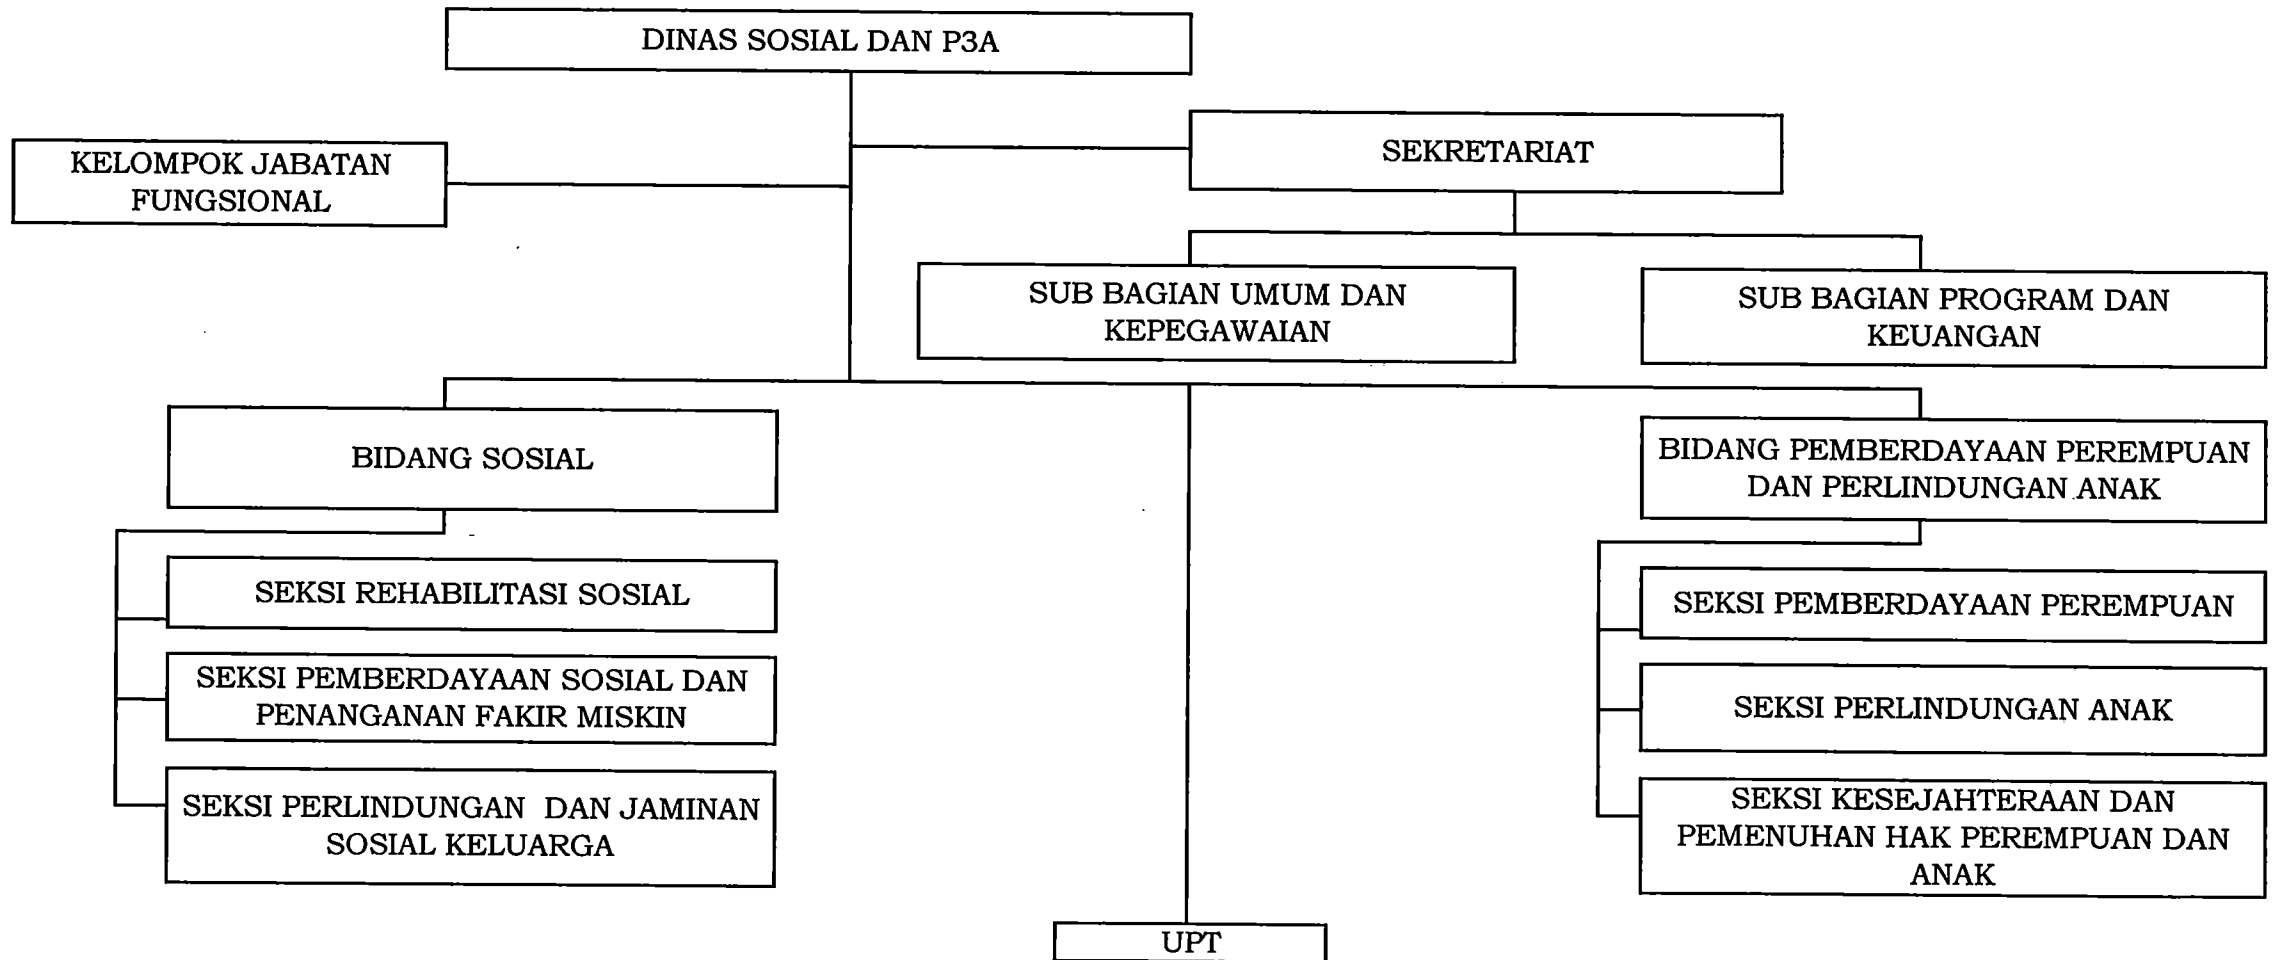 DINAS SOSIAL DAN P3A
SEKRETARIAT
KELOMPOK JABATAN
FUNGSIONAL
SUB BAGIAN UMUM DAN
KEPEGAWAIAN
SUB BAGIAN PROGRAM DAN
KEUANGAN
BIDANG SOSIAL
SEKSI REHABILITASI SOSIAL
SEKSI PEMBERDAYAAN SOSIAL DAN
PENANGANAN FAKIR MISKIN
SEKSI PERLINDUNGAN DAN JAMINAN
SOSIAL KELUARGA
BIDANG PEMBERDAYAAN PEREMPUAN
DAN PERLINDUNGAN ANAK
SEKSI PEMBERDAYAAN PEREMPUAN
SEKSI PERLINDUNGAN ANAK
SEKSI KESEJAHTERAAN DAN
PEMENUHAN HAK PEREMPUAN DAN
ANAK
UPT